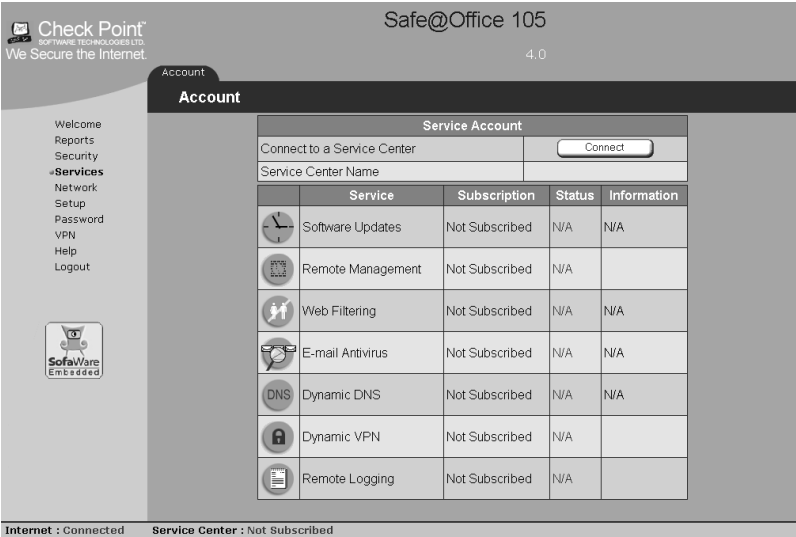 Check Point™
SOFTWARE TECHNOLOGIES LTD.
We Secure the Internet.
Safe@Office 105
4.0
Account
Account
Welcome
Reports
Security
Services
Network
Setup
Password
VPN
Help
Logout
SofaWare
Embedded
Service Account
Connect to a Service Center Connect
Service Center Name
Service Subscription Status Information
Software Updates Not Subscribed N/A N/A
Remote Management Not Subscribed N/A
Web Filtering Not Subscribed N/A N/A
E-mail Antivirus Not Subscribed N/A N/A
DNS Dynamic DNS Not Subscribed N/A N/A
Dynamic VPN Not Subscribed N/A
Remote Logging Not Subscribed N/A
Internet : Connected Service Center : Not Subscribed